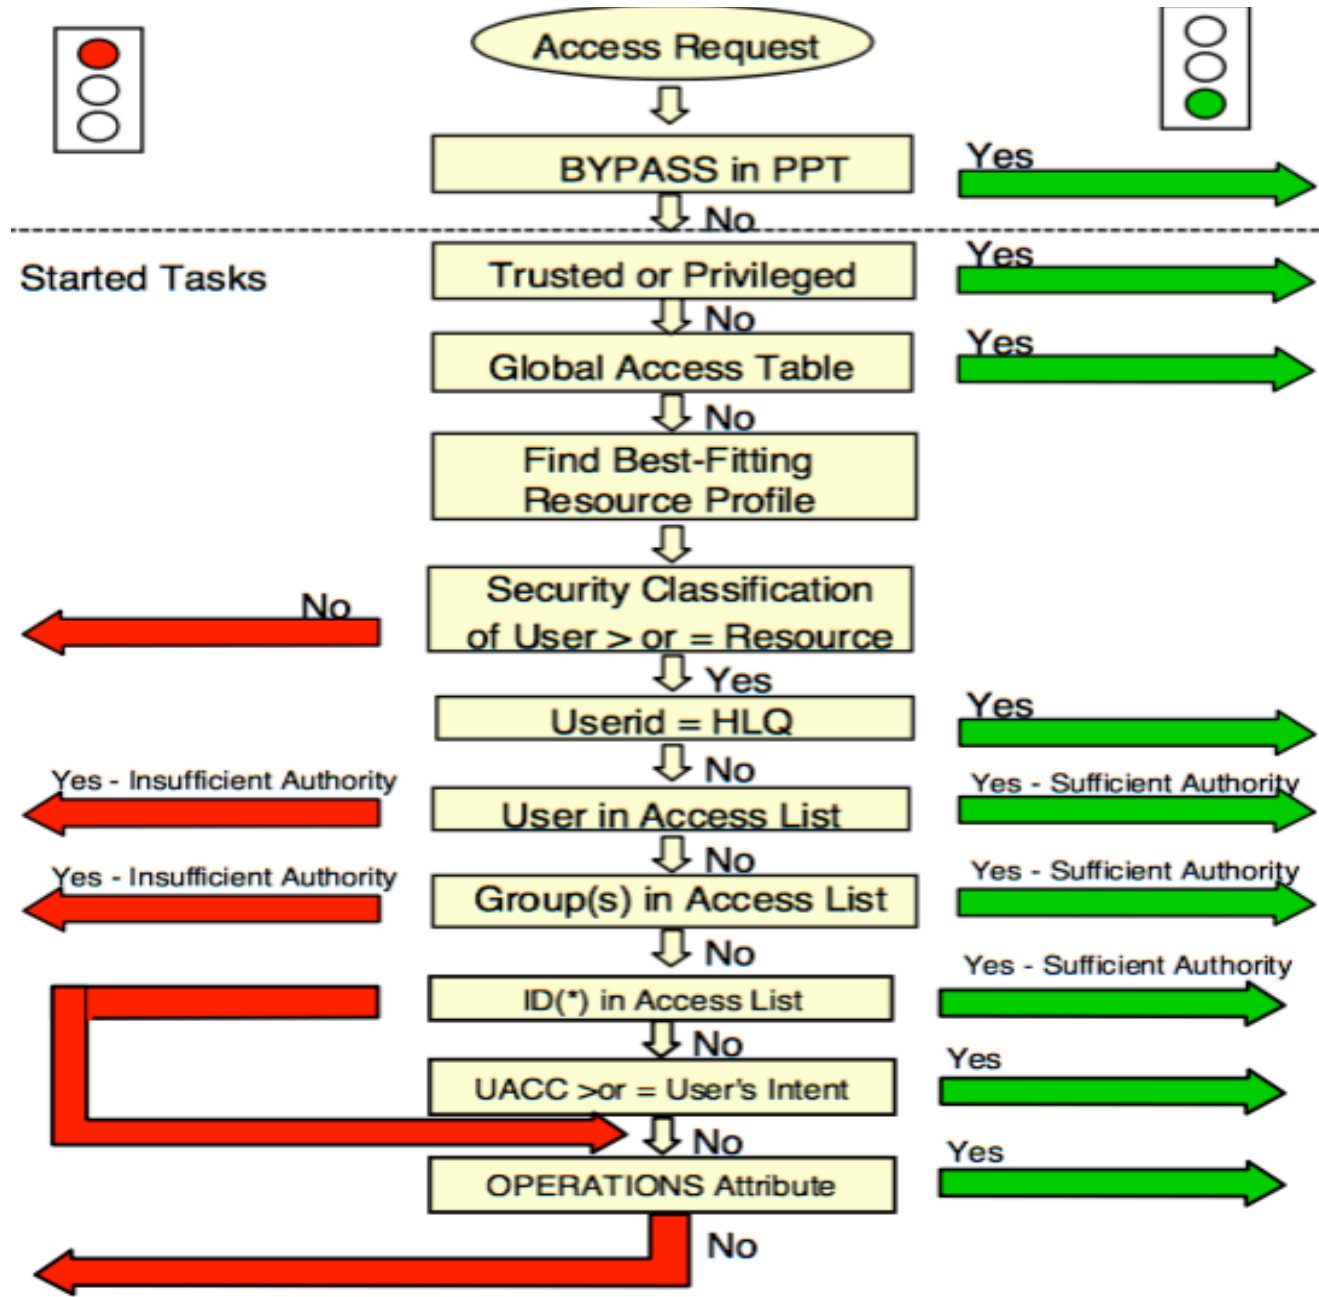 Access Request
BYPASS in PPT
Yes
No
Started Tasks
Trusted or Privileged
Yes
No
Global Access Table
Yes
No
Find Best-Fitting
Resource Profile
No
Security Classification
of User > or = Resource
Yes
Userid = HLQ
Yes
No
Yes - Insufficient Authority
User in Access List
Yes - Sufficient Authority
No
Yes - Insufficient Authority
Group(s) in Access List
Yes - Sufficient Authority
No
ID(*) in Access List
Yes - Sufficient Authority
No
UACC >or = User's Intent
Yes
No
OPERATIONS Attribute
Yes
No